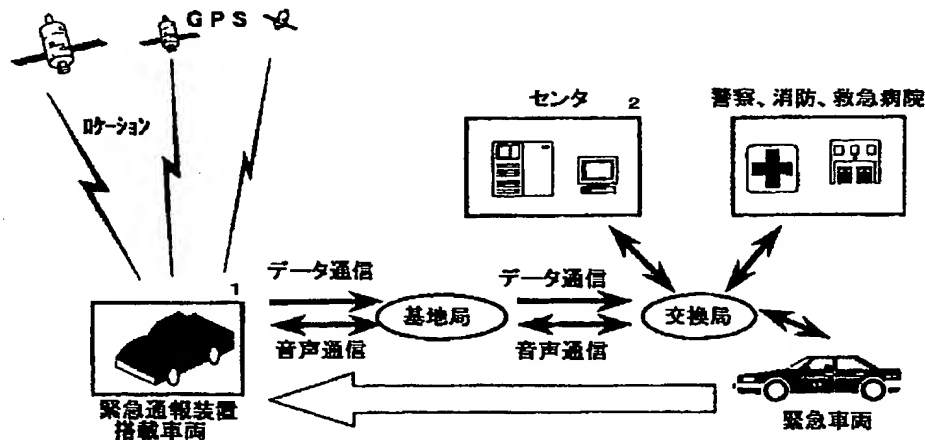 GPS
ロケーション
センタ 2
警察、消防、救急病院
1
データ通信
データ通信
基地局
交換局
音声通信
音声通信
緊急通報装置
搭載車両
緊急車両